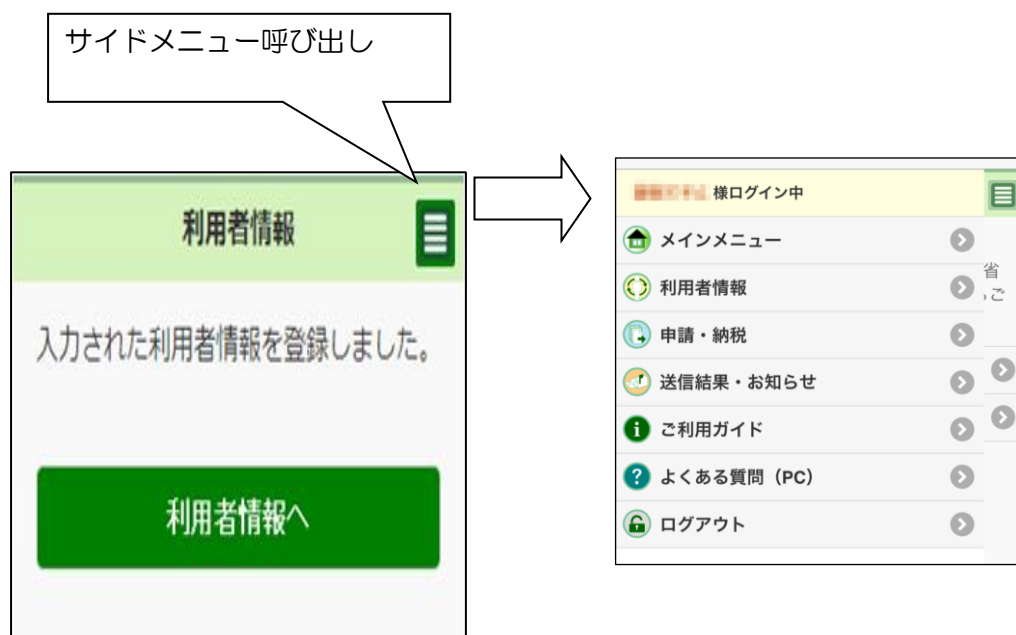 サイドメニュー呼び出し
利用者情報
入力された利用者情報を登録しました。
利用者情報へ
様ログイン中
メインメニュー
利用者情報
申請・納税
送信結果・お知らせ
ご利用ガイド
よくある質問（PC）
ログアウト
省
ご